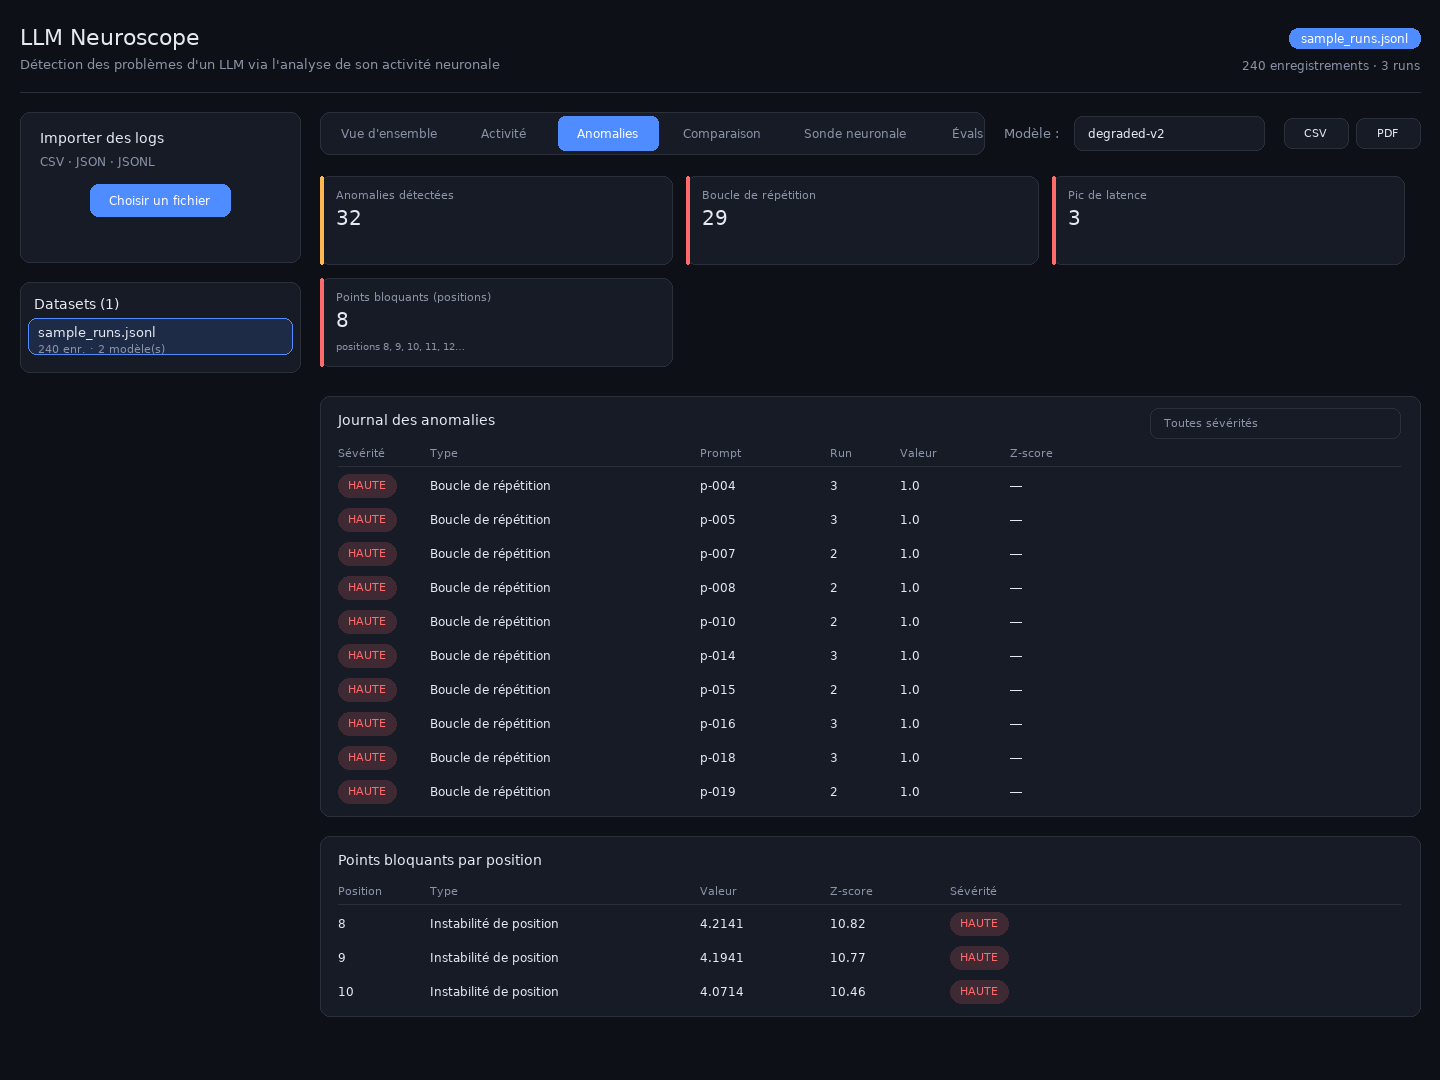 LLM Neuroscope
Détection des problèmes d'un LLM via l'analyse de son activité neuronale
sample_runs.jsonl
240 enregistrements · 3 runs
Importer des logs
CSV · JSON · JSONL
Choisir un fichier
Datasets (1)
sample_runs.jsonl
240 enr. · 2 modèle(s)
Vue d'ensemble Activité Anomalies Comparaison Sonde neuronale Évals Modèle : degraded-v2 CSV PDF
Anomalies détectées
32
Boucle de répétition
29
Pic de latence
3
Points bloquants (positions)
8
positions 8, 9, 10, 11, 12…
Journal des anomalies
Toutes sévérités
Sévérité Type Prompt Run Valeur Z-score
HAUTE Boucle de répétition p-004 3 1.0 —
HAUTE Boucle de répétition p-005 3 1.0 —
HAUTE Boucle de répétition p-007 2 1.0 —
HAUTE Boucle de répétition p-008 2 1.0 —
HAUTE Boucle de répétition p-010 2 1.0 —
HAUTE Boucle de répétition p-014 3 1.0 —
HAUTE Boucle de répétition p-015 2 1.0 —
HAUTE Boucle de répétition p-016 3 1.0 —
HAUTE Boucle de répétition p-018 3 1.0 —
HAUTE Boucle de répétition p-019 2 1.0 —
Points bloquants par position
Position Type Valeur Z-score Sévérité
8 Instabilité de position 4.2141 10.82 HAUTE
9 Instabilité de position 4.1941 10.77 HAUTE
10 Instabilité de position 4.0714 10.46 HAUTE